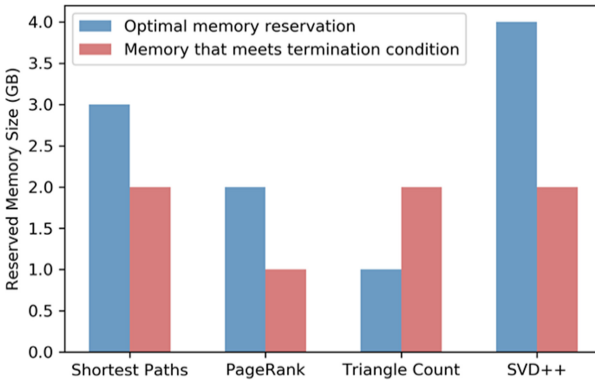 Optimal memory reservation
Memory that meets termination condition
Reserved Memory Size (GB)
4.0
3.5
3.0
2.5
2.0
1.5
1.0
0.5
0.0
Shortest Paths PageRank Triangle Count SVD++